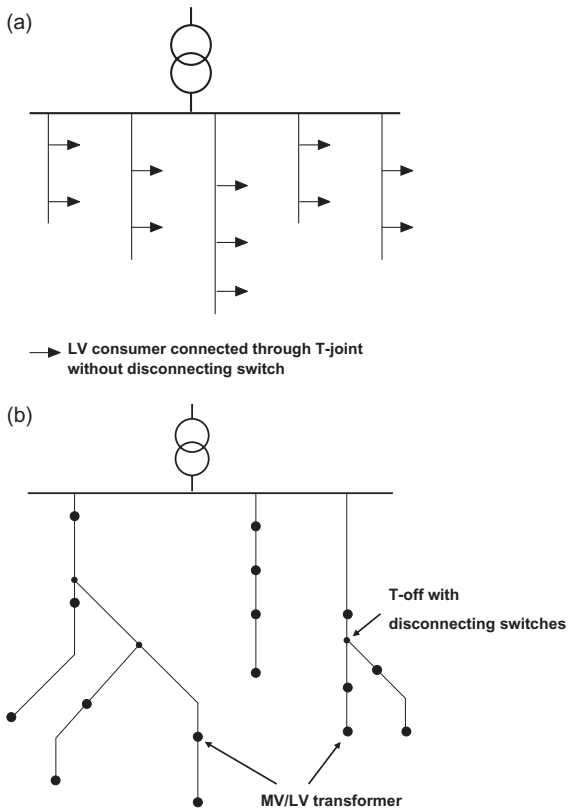 (a)
LV consumer connected through T-joint
without disconnecting switch
(b)
T-off with
disconnecting switches
MV/LV transformer